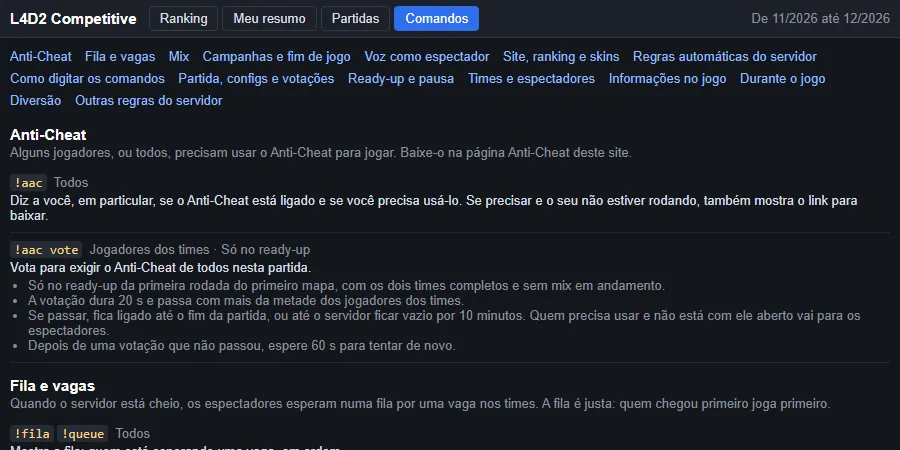 L4D2 Competitive Ranking Meu resumo Partidas Comandos De 11/2026 até 12/2026
Anti-Cheat Fila e vagas Mix Campanhas e fim de jogo Voz como espectador Site, ranking e skins Regras automáticas do servidor
Como digitar os comandos Partida, configs e votações Ready-up e pausa Times e espectadores Informações no jogo Durante o jogo
Diversão Outras regras do servidor
Anti-Cheat
Alguns jogadores, ou todos, precisam usar o Anti-Cheat para jogar. Baixe-o na página Anti-Cheat deste site.
!aac Todos
Diz a você, em particular, se o Anti-Cheat está ligado e se você precisa usá-lo. Se precisar e o seu não estiver rodando, também mostra o link para
baixar.
!aac vote Jogadores dos times · Só no ready-up
Vota para exigir o Anti-Cheat de todos nesta partida.
• Só no ready-up da primeira rodada do primeiro mapa, com os dois times completos e sem mix em andamento.
• A votação dura 20 s e passa com mais da metade dos jogadores dos times.
• Se passar, fica ligado até o fim da partida, ou até o servidor ficar vazio por 10 minutos. Quem precisa usar e não está com ele aberto vai para os
espectadores.
• Depois de uma votação que não passou, espere 60 s para tentar de novo.
Fila e vagas
Quando o servidor está cheio, os espectadores esperam numa fila por uma vaga nos times. A fila é justa: quem chegou primeiro joga primeiro.
!fila !queue Todos